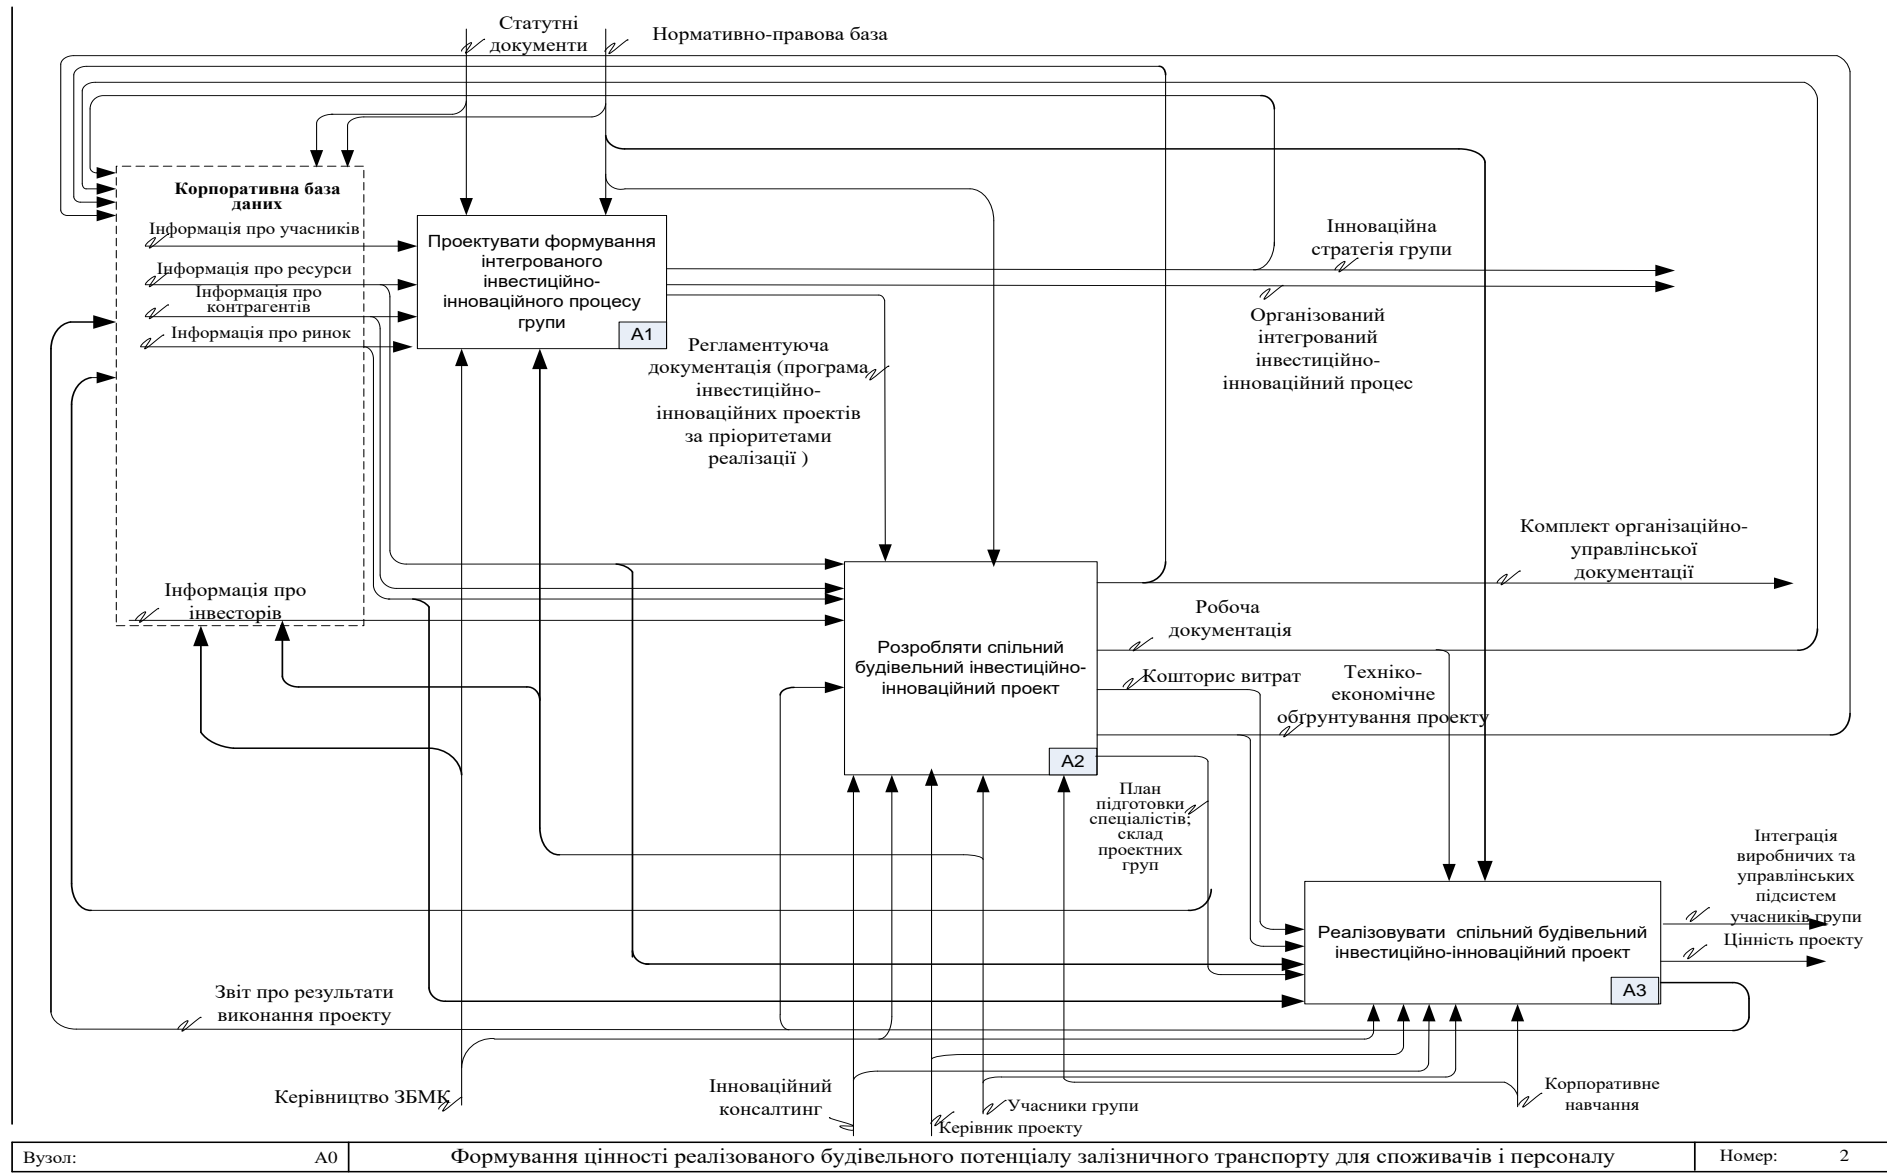 Статутні
документи
Нормативно-правова база
Корпоративна база
даних
Інформація про учасників
Інформація про ресурси
Інформація про
контрагентів
Інформація про ринок
Проектувати формування
інтегрованого
інвестиційно-
інноваційного процесу
групи
А1
Інноваційна
стратегія групи
Організований
інтегрований
інвестиційно-
інноваційний процес
Регламентуюча
документація (програма
інвестиційно-
інноваційних проектів
за пріоритетами
реалізації )
Комплект організаційно-
управлінської
документації
Інформація про
інвесторів
Розробляти спільний
будівельний інвестиційно-
інноваційний проект
А2
Робоча
документація
Кошторис витрат
Техніко-
економічне
обґрунтування проекту
План
підготовки
спеціалістів;
склад
проектних
груп
Інтеграція
виробничих та
управлінських
підсистем
учасників групи
Цінність проекту
Реалізовувати  спільний будівельний
інвестиційно-інноваційний проект
А3
Звіт про результати
виконання проекту
Керівництво ЗБМК
Інноваційний
консалтинг
Учасники групи
Керівник проекту
Корпоративне
навчання
Вузол: А0 Формування цінності реалізованого будівельного потенціалу залізничного транспорту для споживачів і персоналу Номер: 2